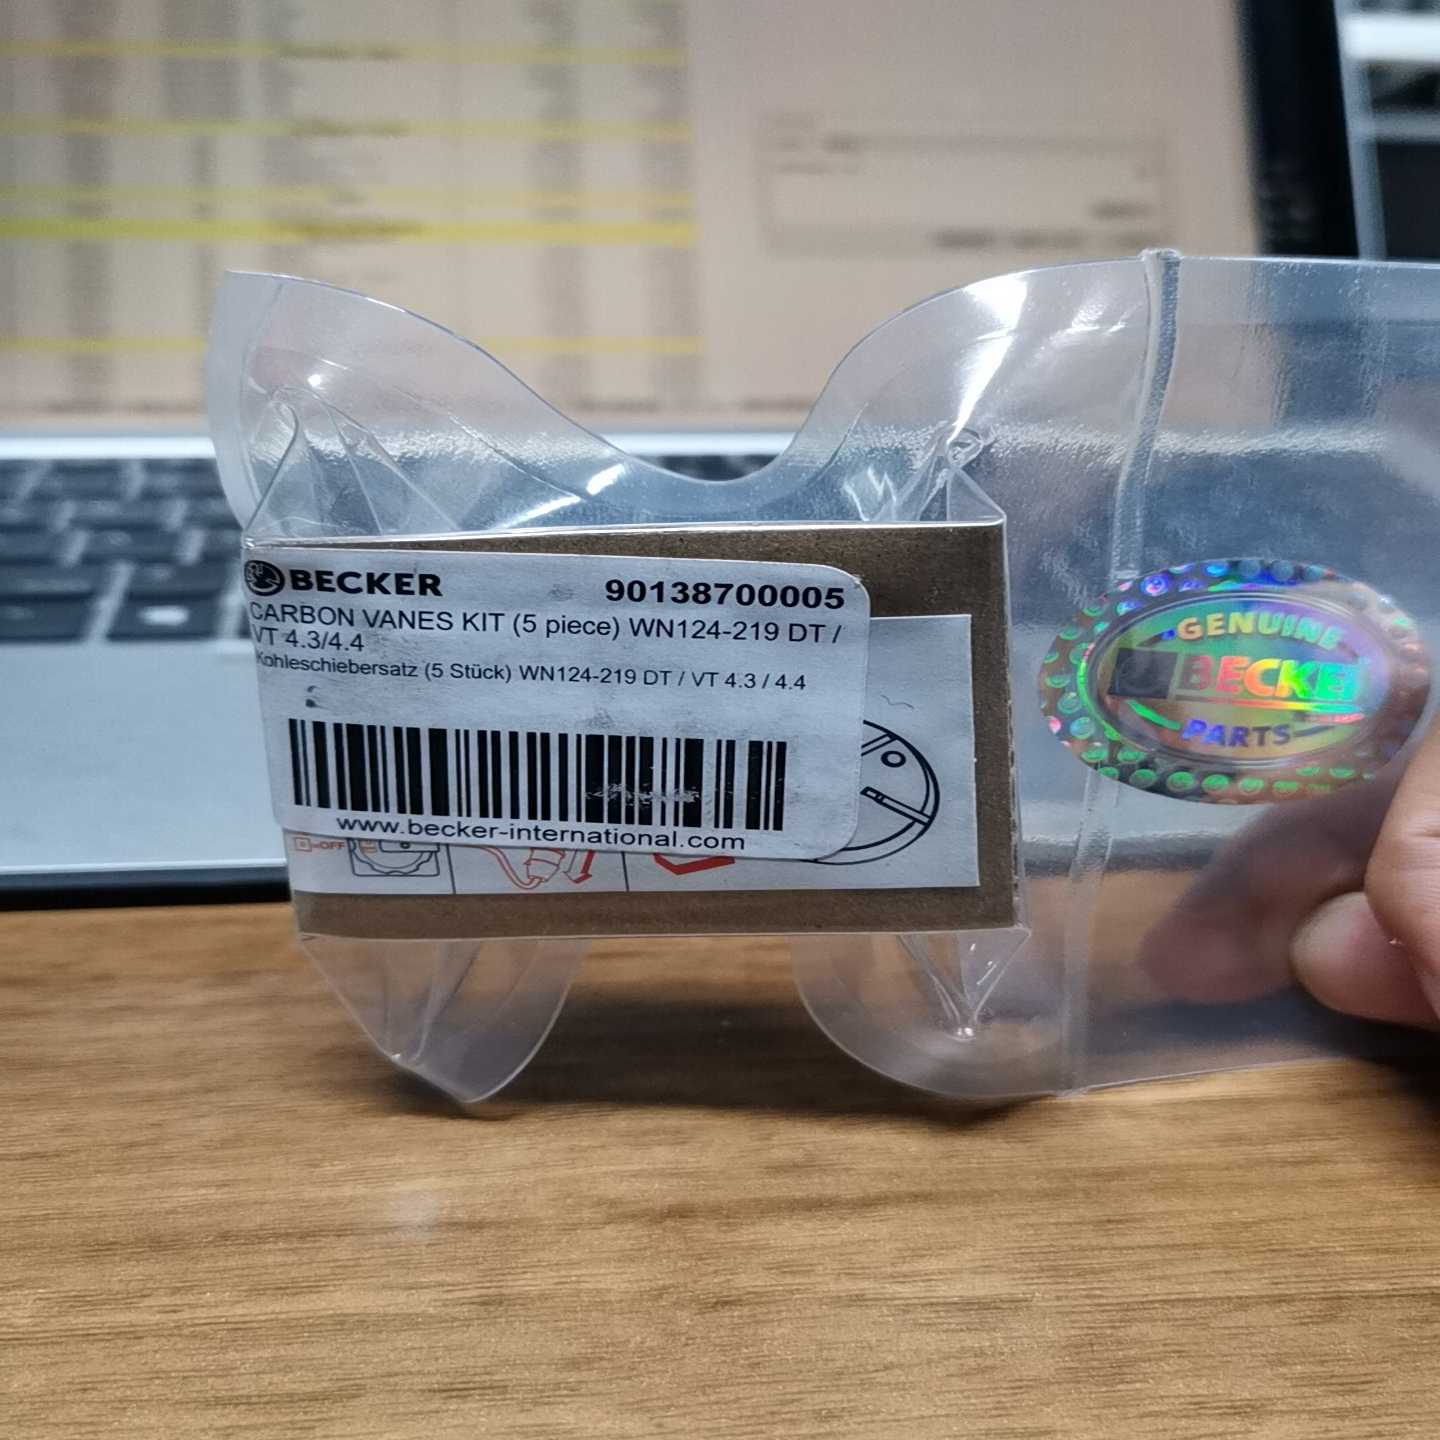 BECKER 90138700005
CARBON VANES KIT (5 piece) WN124-219 DT /
VT 4.3/4.4
Kohleschiebersatz (5 Stück) WN124-219 DT / VT 4.3 / 4.4
www.becker-international.com
=OFF
GENUINE
BECKER
PARTS